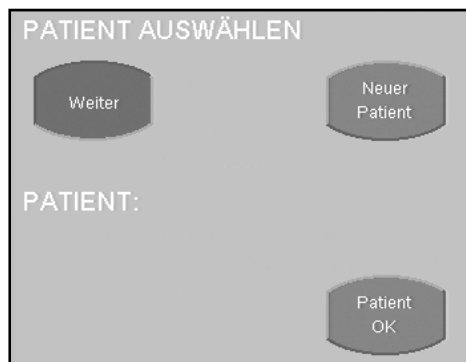 PATIENT AUSWÄHLEN
Weiter
Neuer
Patient
PATIENT:
Patient
OK